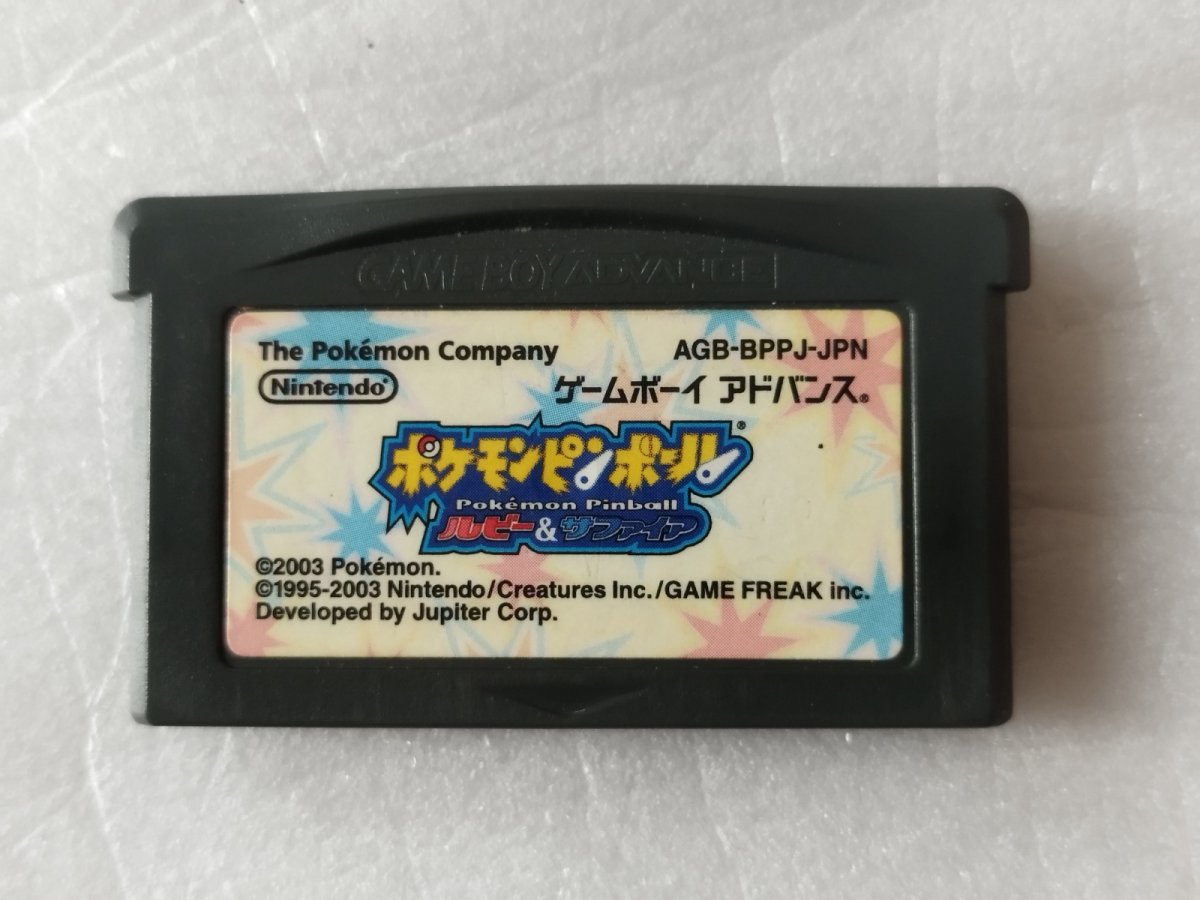 GAME BOY ADVANCE
The Pokémon Company
AGB-BPPJ-JPN
Nintendo®
ゲームボーイ アドバンス®
ポケモンピンボール®
Pokémon Pinball
ルビー&サファイア
©2003 Pokémon.
©1995-2003 Nintendo/Creatures Inc./GAME FREAK inc.
Developed by Jupiter Corp.